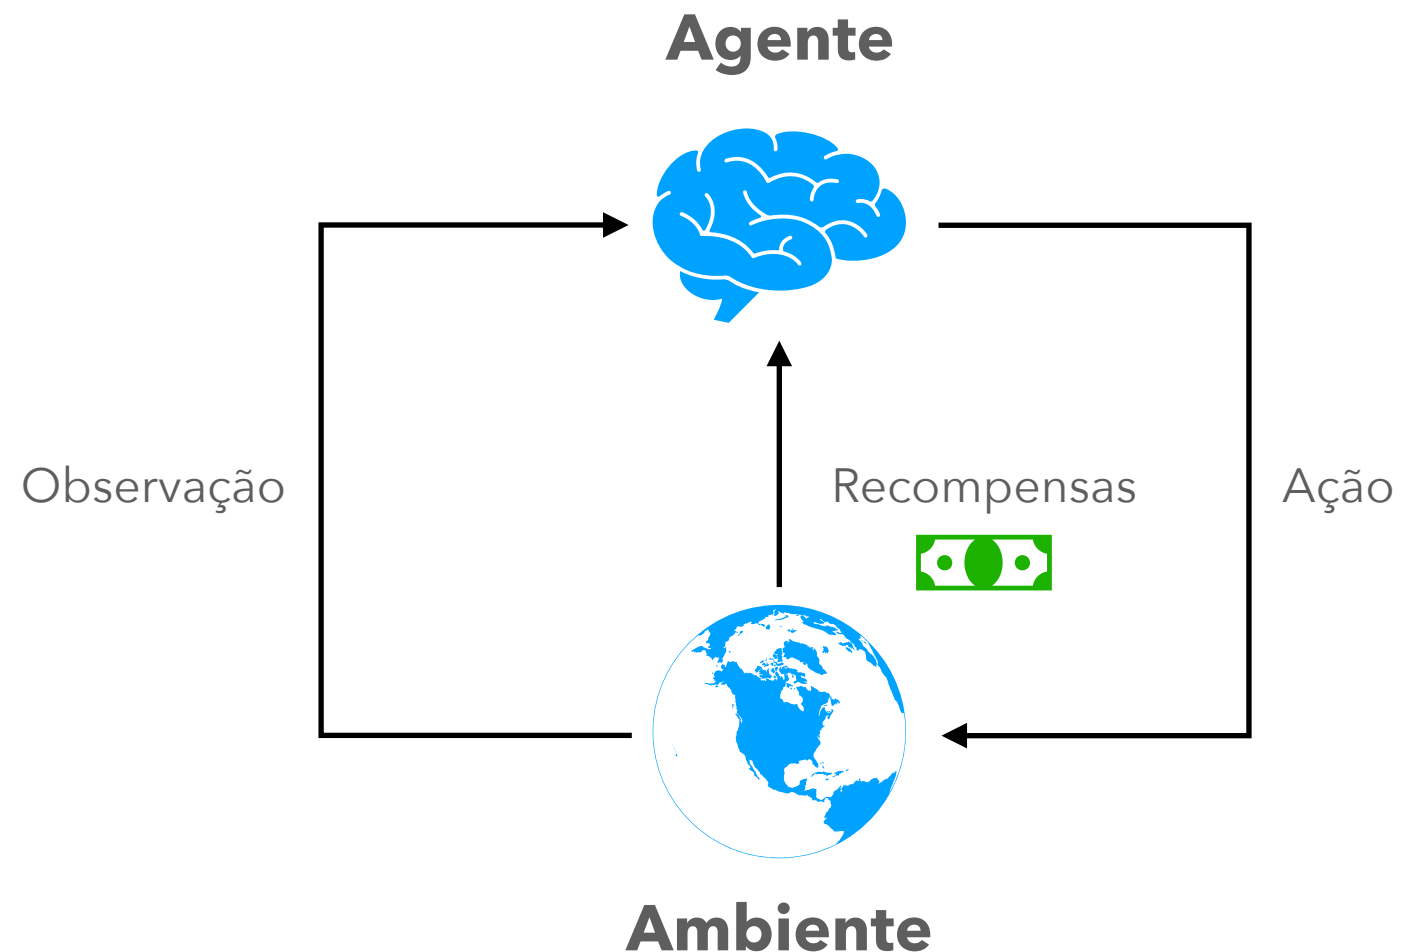 Agente
Observação
Recompensas
Ação
Ambiente